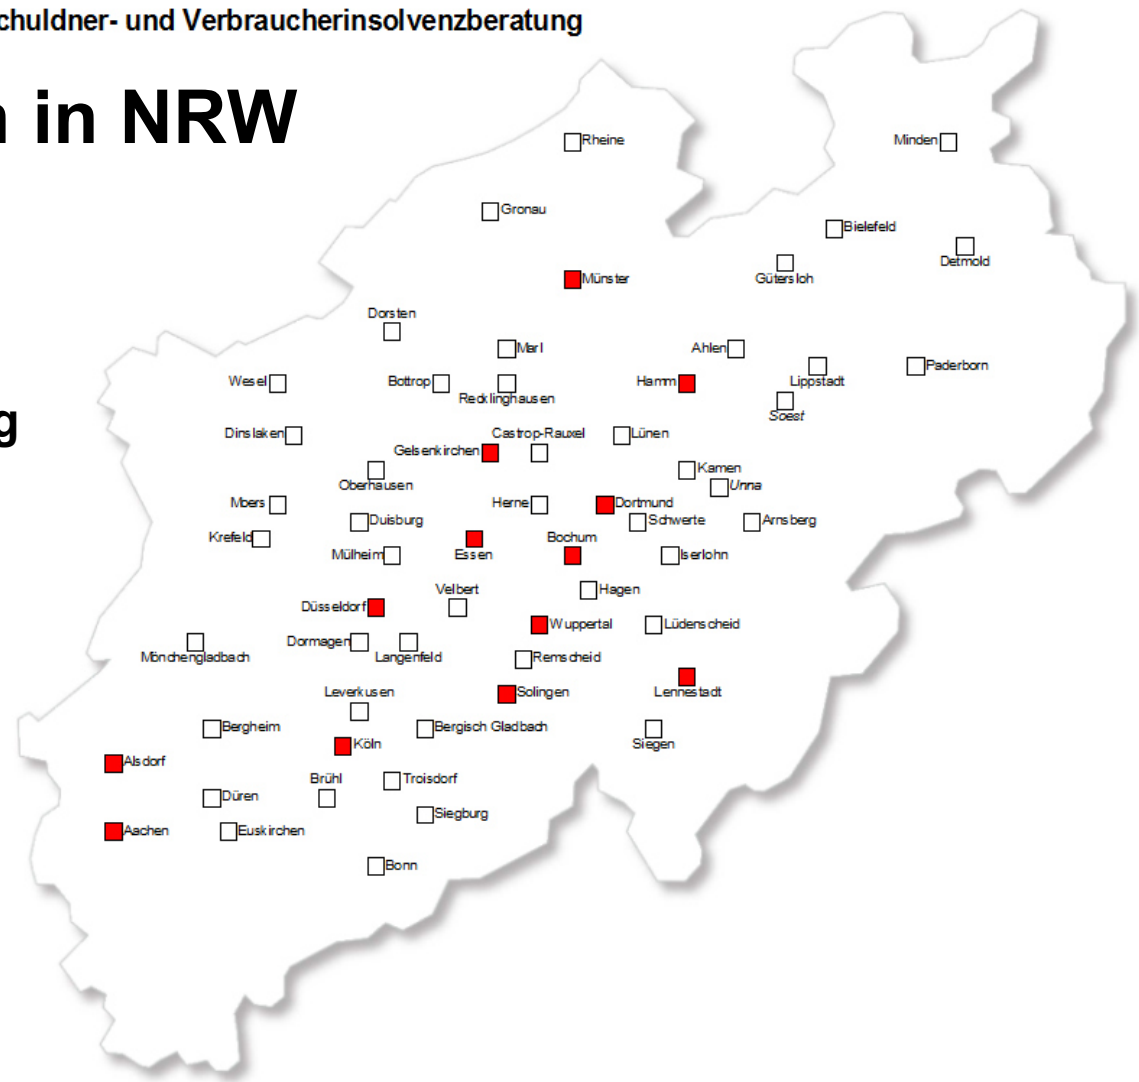 chuldner- und Verbraucherinsolvenzberatung
n in NRW
Rheine
Minden
Gronau
Bielefeld
Detmold
Gütersloh
Münster
Dorsten
Marl
Ahlen
Paderborn
Wesel
Bottrop
Hamm
Lippstadt
Recklinghausen
Soest
g
Dinslaken
Castrop-Rauxel
Lünen
Gelsenkirchen
Kamen
Oberhausen
Unna
Moers
Herne
Dortmund
Duisburg
Schwerte
Arnsberg
Krefeld
Bochum
Mülheim
Essen
Iserlohn
Velbert
Hagen
Düsseldorf
Wuppertal
Lüdenscheid
Dormagen
Mönchengladbach
Langenfeld
Remscheid
Leverkusen
Solingen
Lennestadt
Bergheim
Bergisch Gladbach
Köln
Siegen
Alsdorf
Brühl
Troisdorf
Düren
Siegburg
Aachen
Euskirchen
Bonn